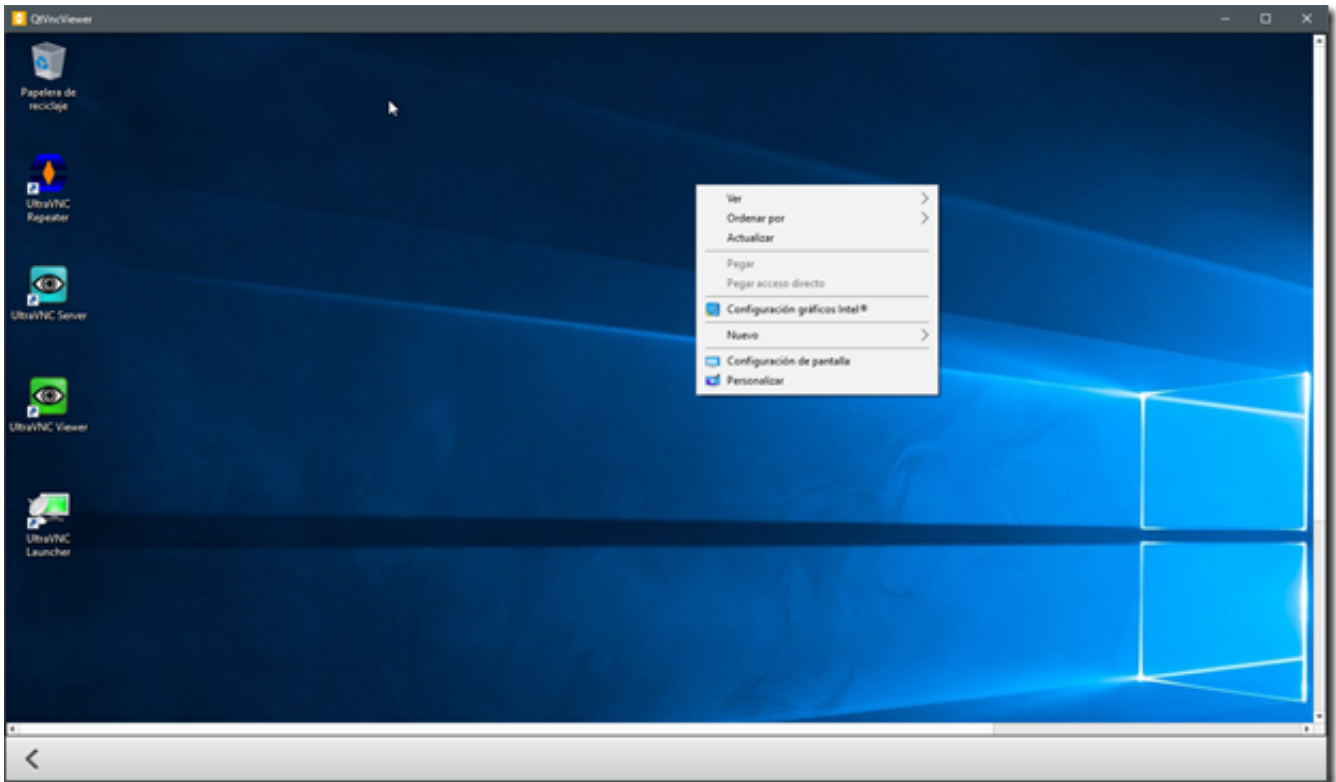 QtVncViewer
Papelera de
reciclaje
UltraVNC
Repeater
UltraVNC Server
UltraVNC Viewer
UltraVNC
Launcher
Ver
Ordenar por
Actualizar
Pegar
Pegar acceso directo
Configuración gráficos Intel®
Nuevo
Configuración de pantalla
Personalizar